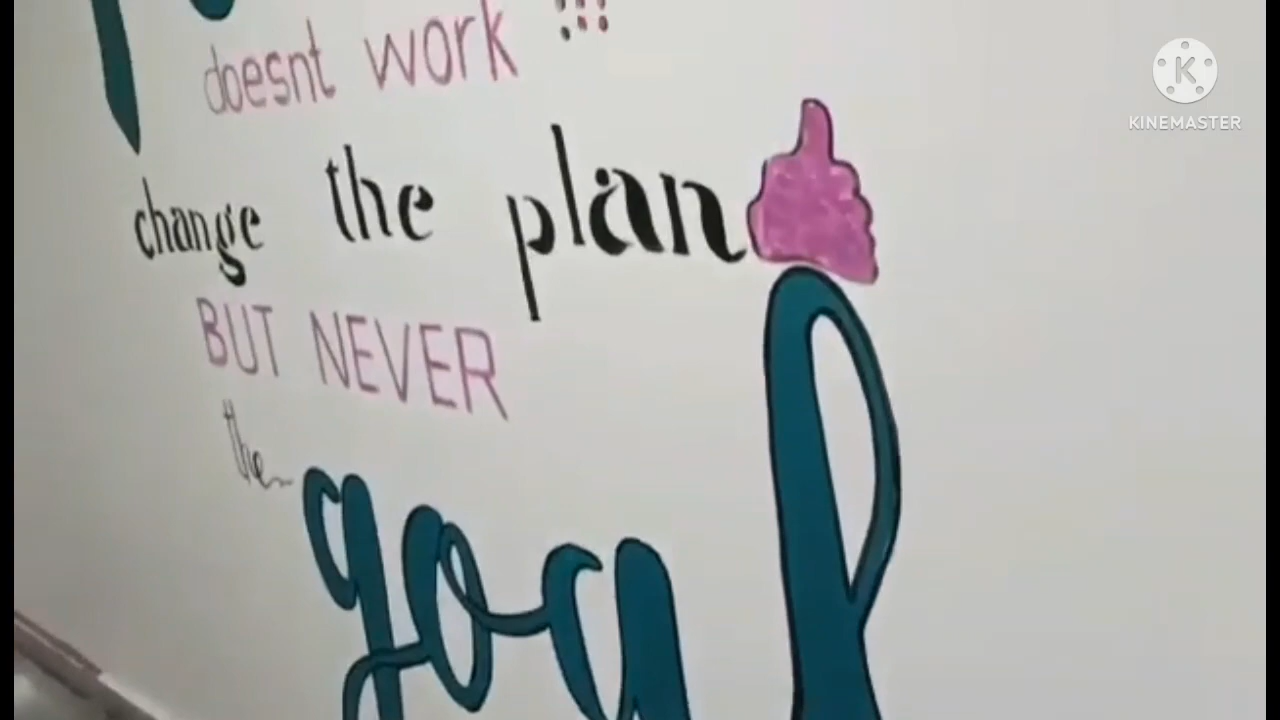 doesnt work !!!
change the plan
BUT NEVER
the
goal
KINEMASTER